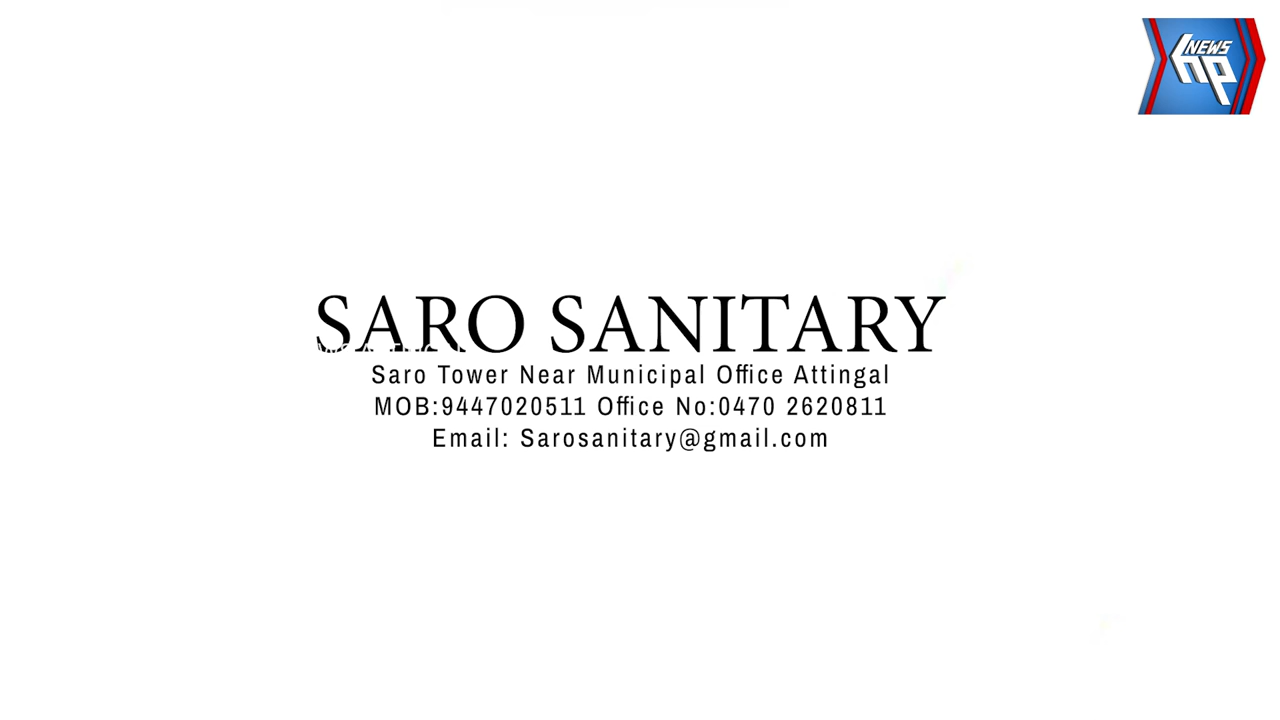 NEWS
hp
SARO SANITARY
Saro Tower Near Municipal Office Attingal
MOB:9447020511 Office No:0470 2620811
Email: Sarosanitary@gmail.com